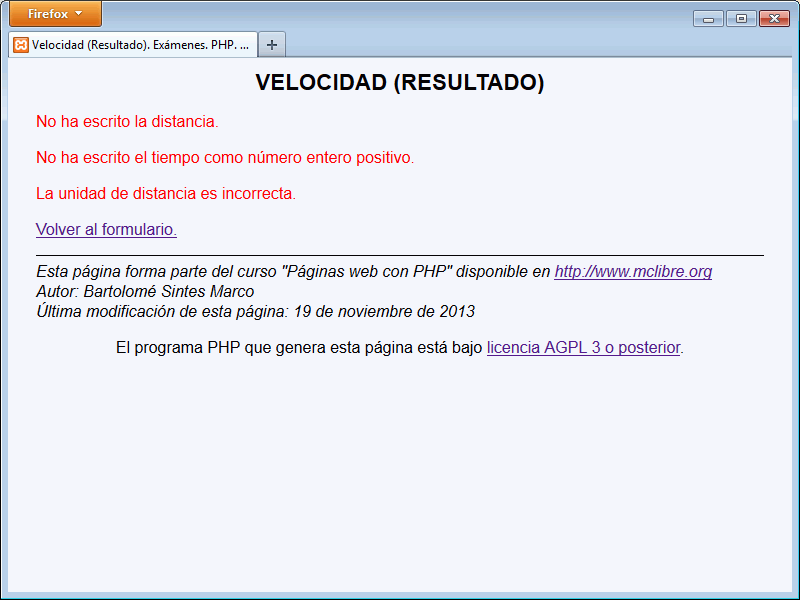 Firefox
Velocidad (Resultado). Exámenes. PHP. ...
VELOCIDAD (RESULTADO)
No ha escrito la distancia.
No ha escrito el tiempo como número entero positivo.
La unidad de distancia es incorrecta.
Volver al formulario.
Esta página forma parte del curso "Páginas web con PHP" disponible en http://www.mclibre.org
Autor: Bartolomé Sintes Marco
Última modificación de esta página: 19 de noviembre de 2013
El programa PHP que genera esta página está bajo licencia AGPL 3 o posterior.